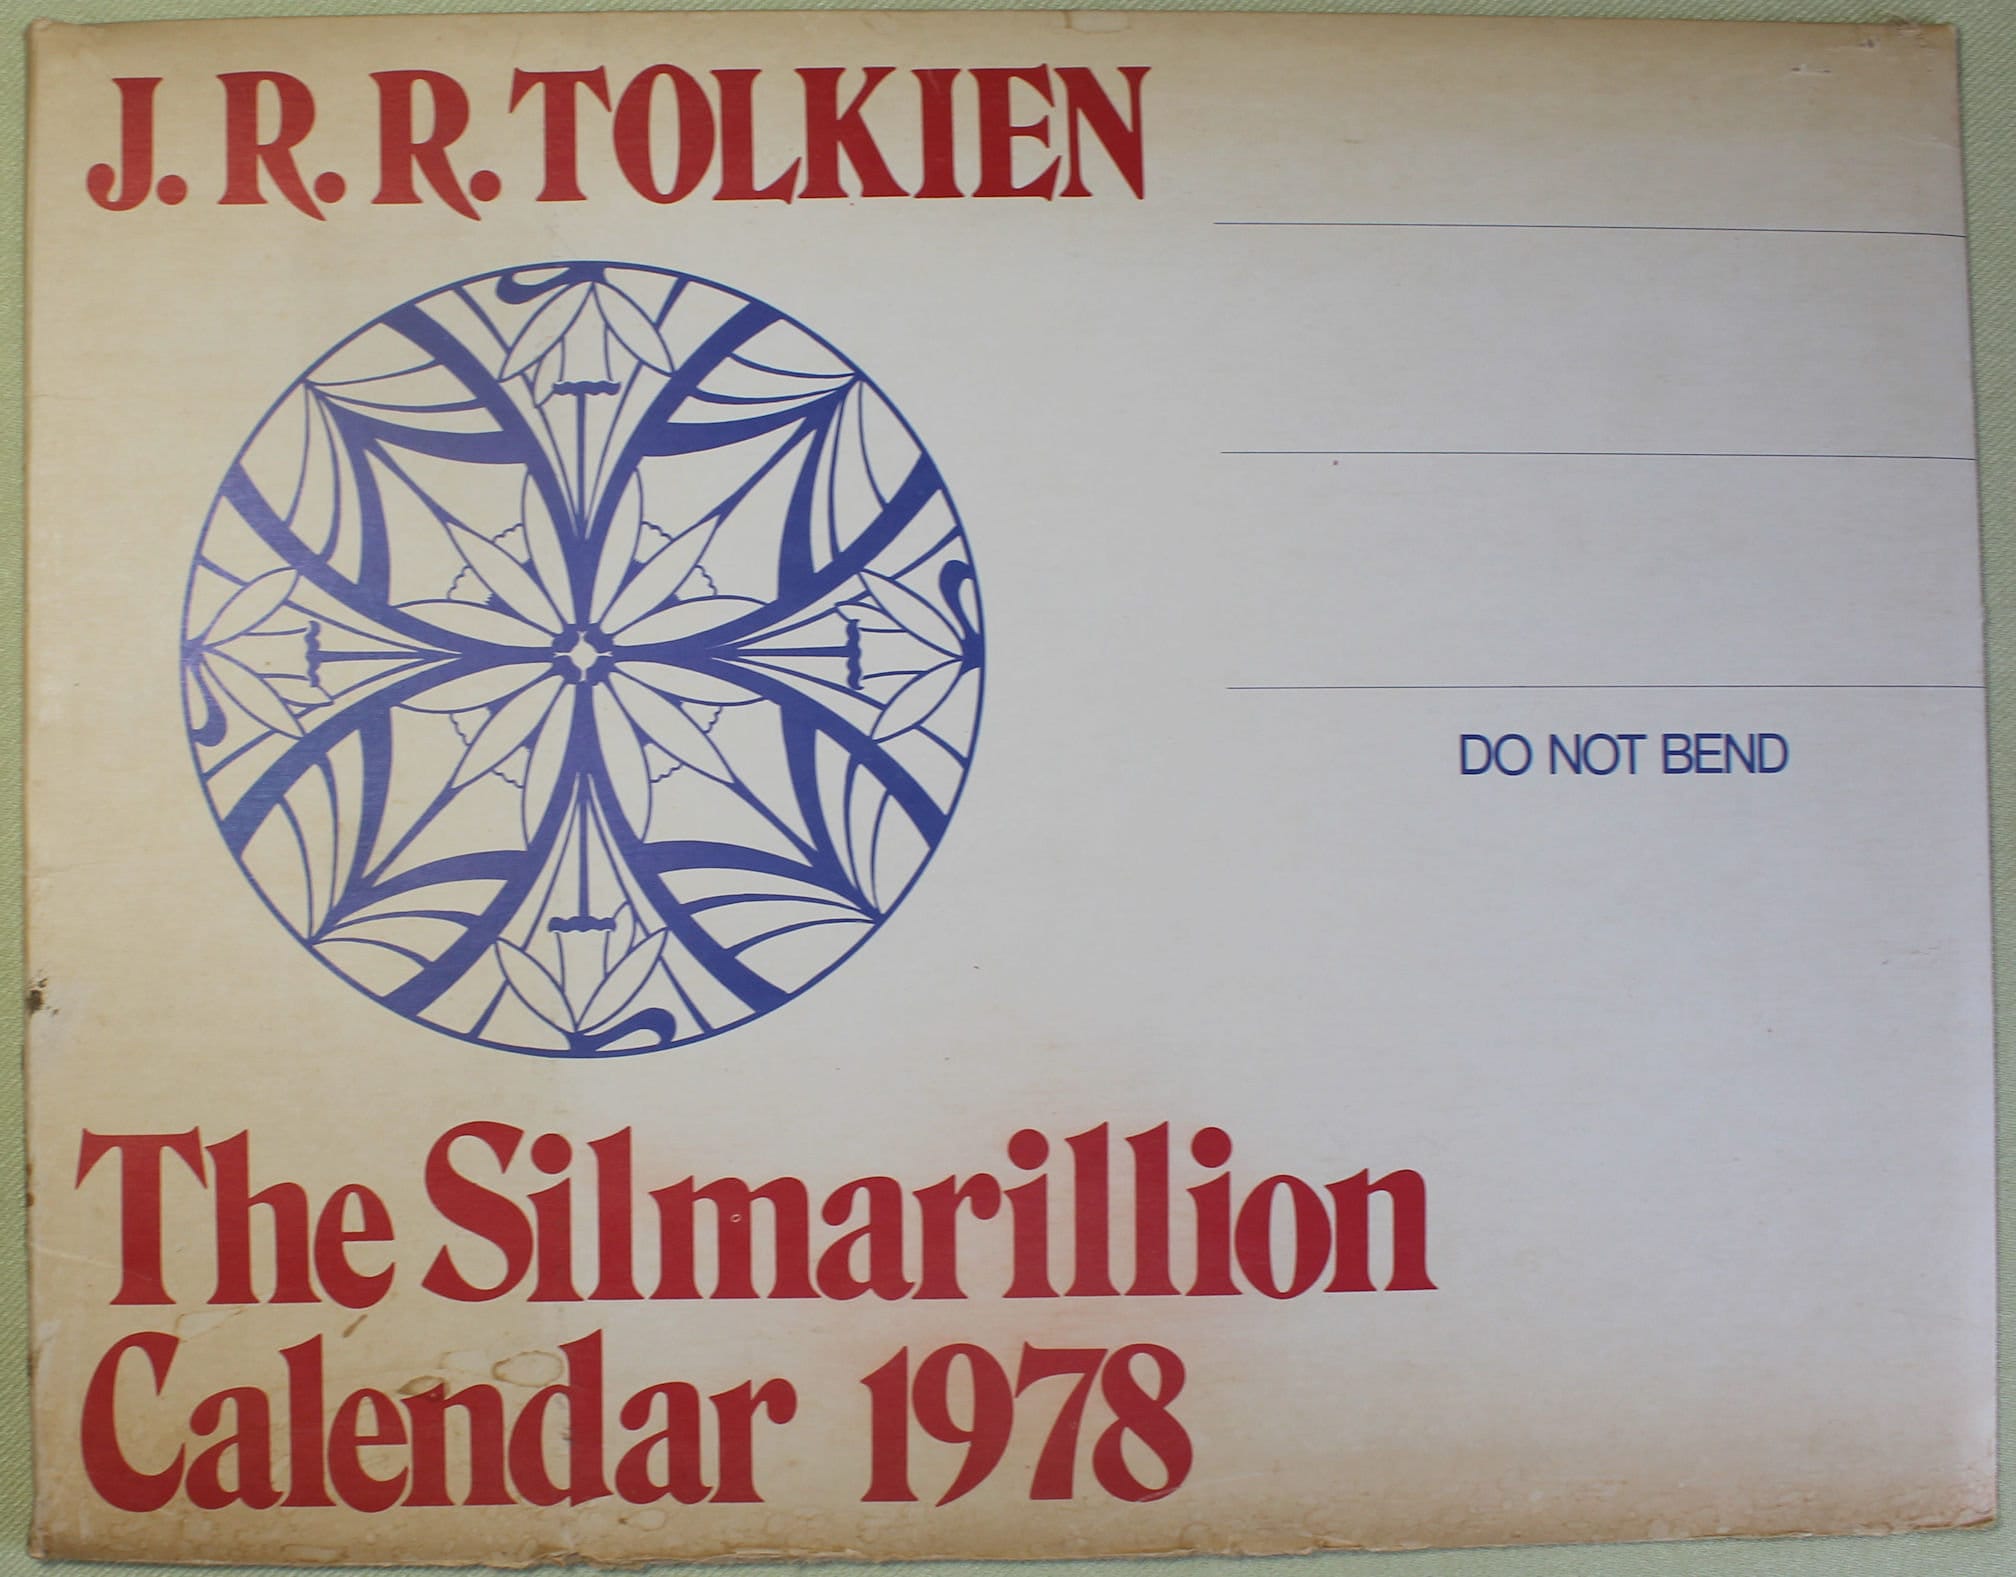 J. R. R. TOLKIEN
DO NOT BEND
The Silmarillion
Calendar 1978